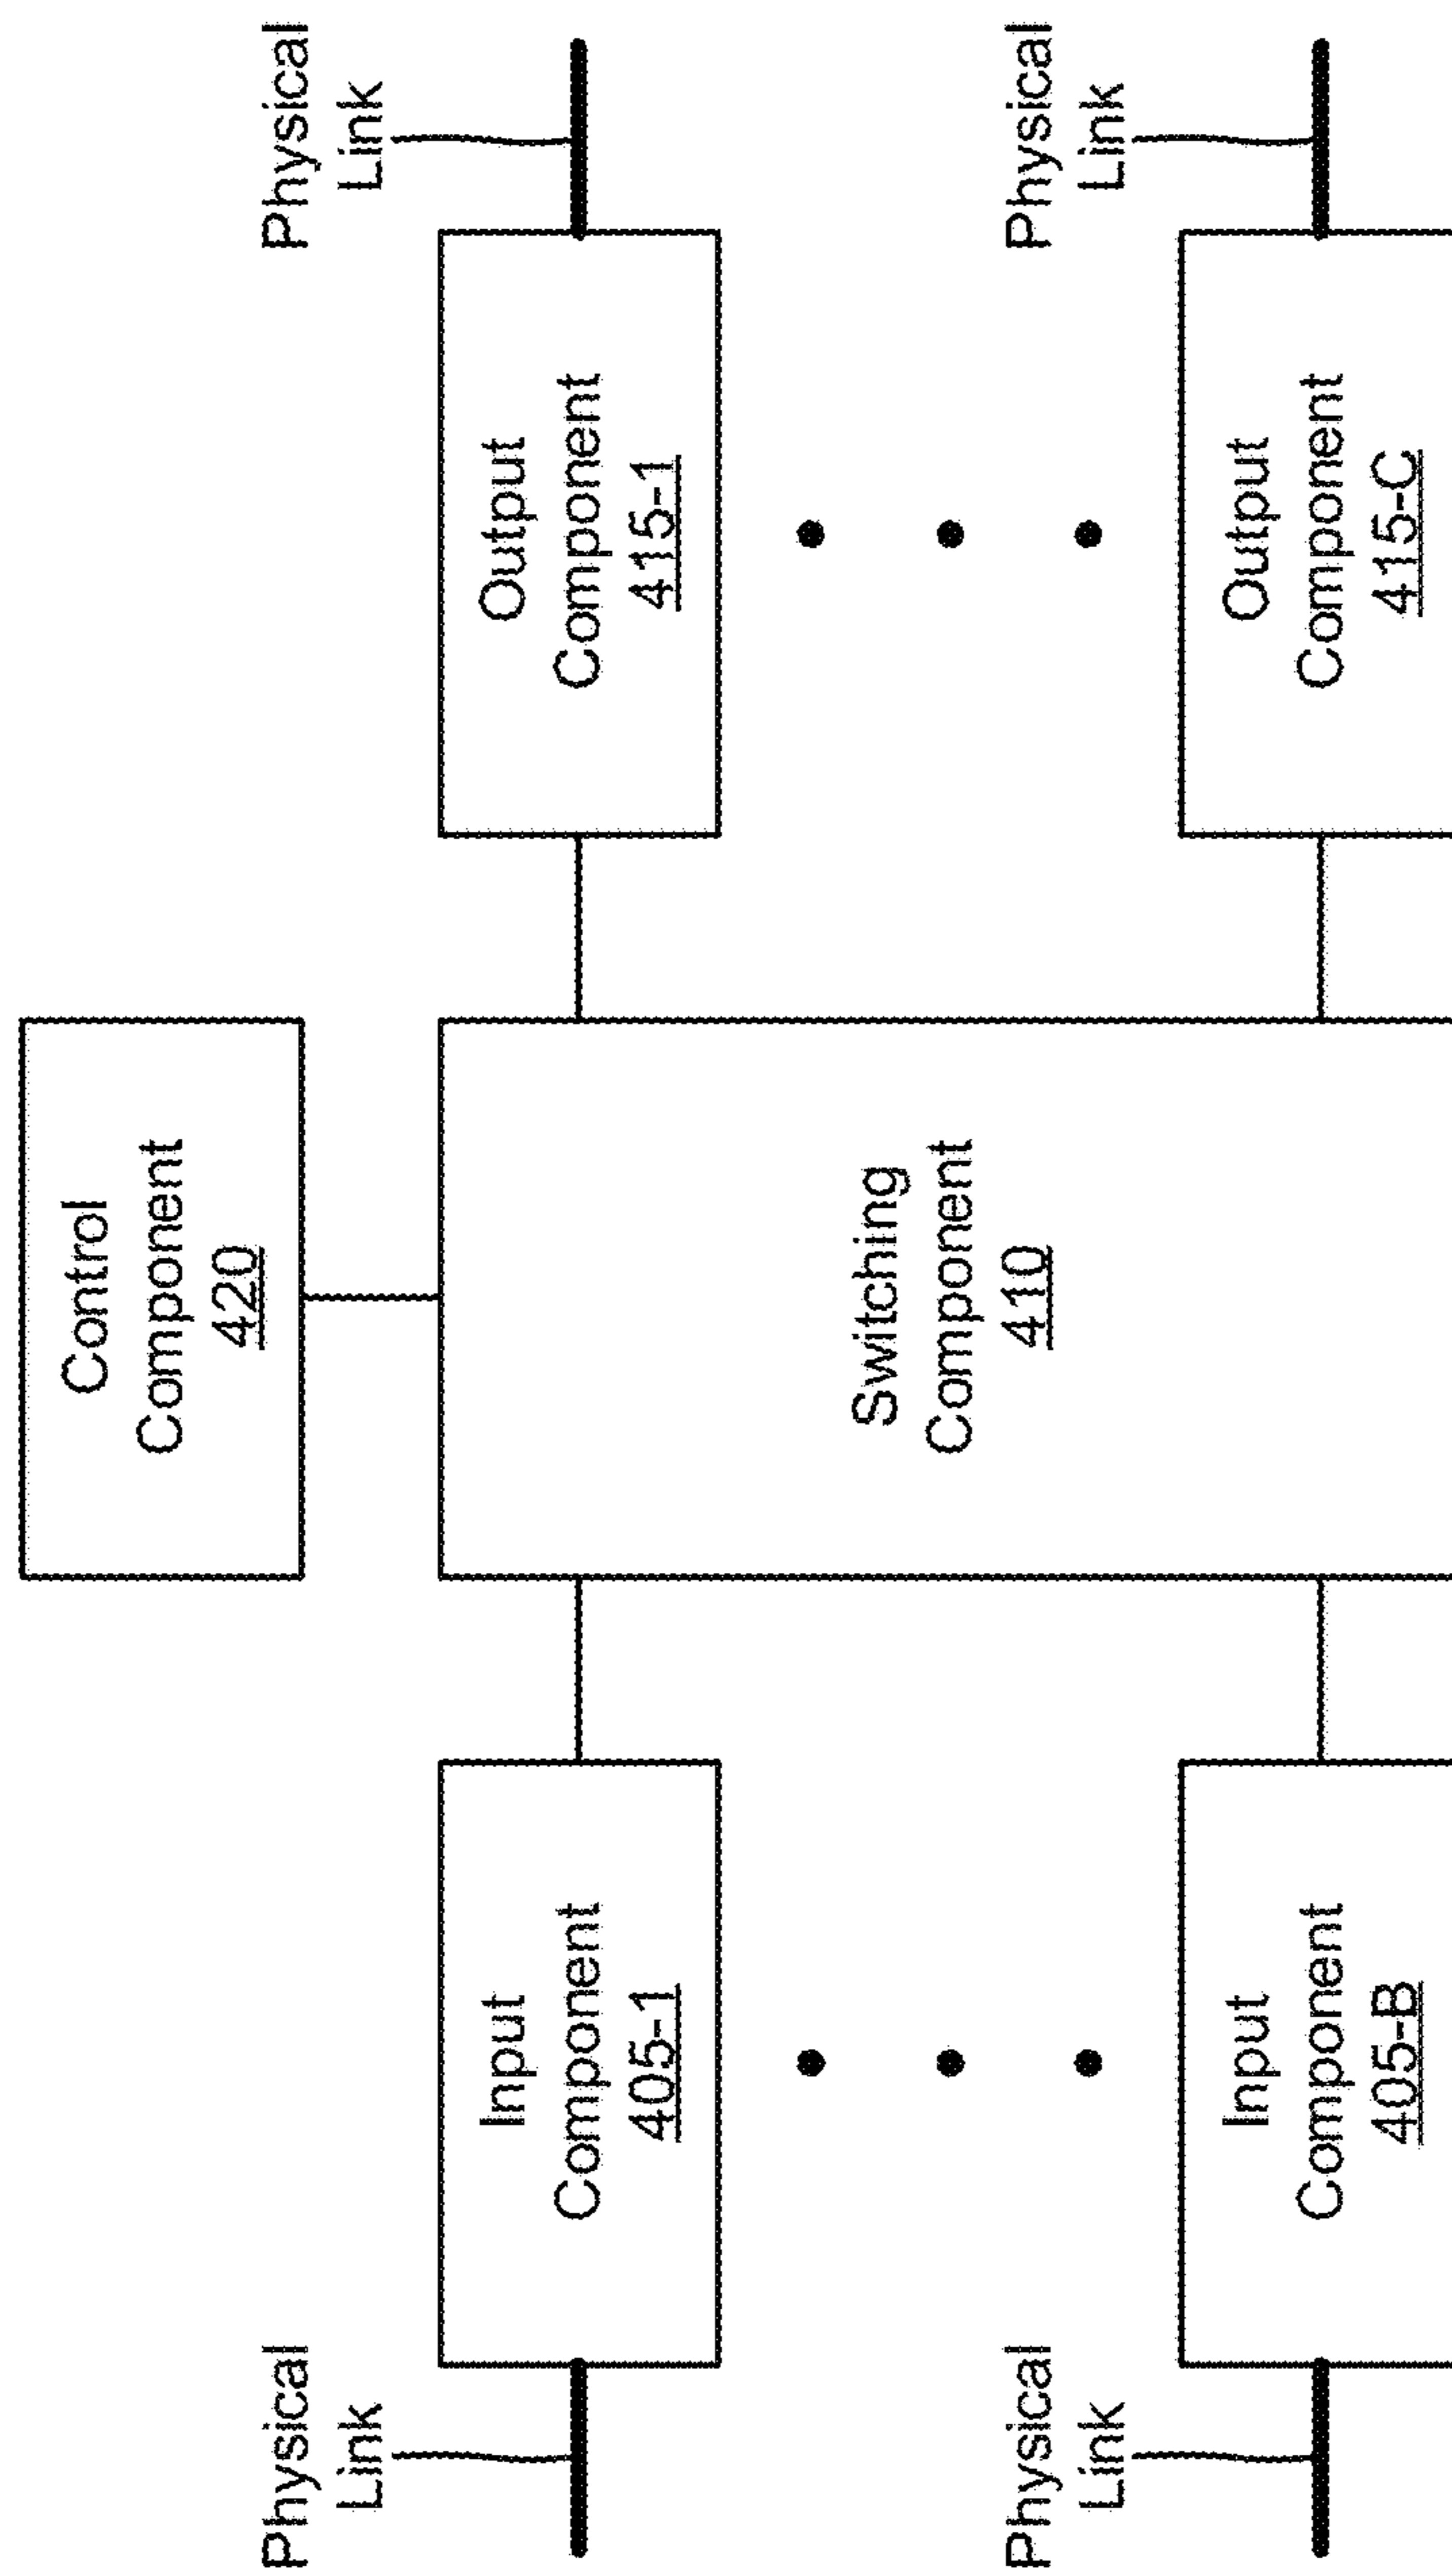 Control
Component
420
Physical
Link
Physical
Link
Input
Component
405-1
Output
Component
415-1
Switching
Component
410
Physical
Link
Physical
Link
Input
Component
405-B
Output
Component
415-C